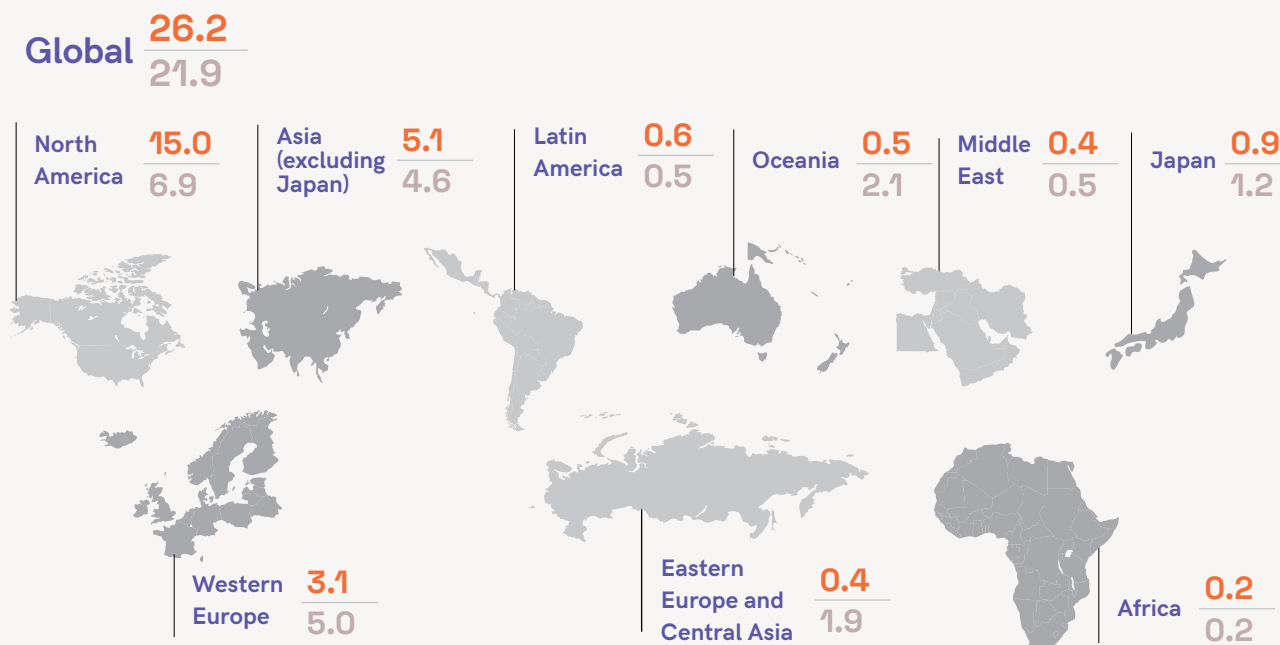 Global
26.2
21.9
North
America
15.0
6.9
Asia
(excluding
Japan)
5.1
4.6
Latin
America
0.6
0.5
Oceania
0.5
2.1
Middle
East
0.4
0.5
Japan
0.9
1.2
Western
Europe
3.1
5.0
Eastern
Europe and
Central Asia
0.4
1.9
Africa
0.2
0.2